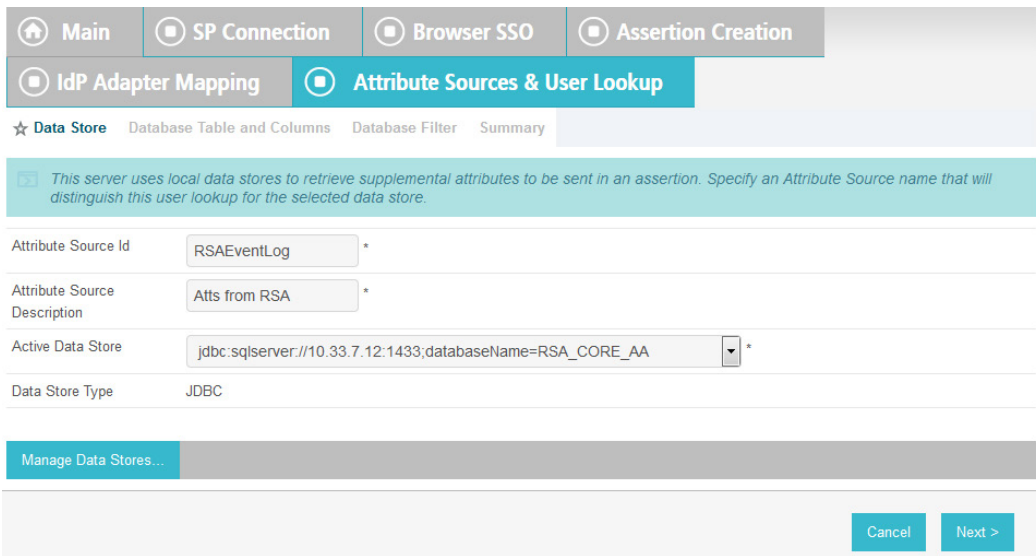 Main SP Connection Browser SSO Assertion Creation
IdP Adapter Mapping Attribute Sources & User Lookup
Data Store Database Table and Columns Database Filter Summary
This server uses local data stores to retrieve supplemental attributes to be sent in an assertion. Specify an Attribute Source name that will
distinguish this user lookup for the selected data store.
Attribute Source Id RSAEventLog *
Attribute Source
Description Atts from RSA *
Active Data Store jdbc:sqlserver://10.33.7.12:1433;databaseName=RSA_CORE_AA *
Data Store Type JDBC
Manage Data Stores...
Cancel Next >